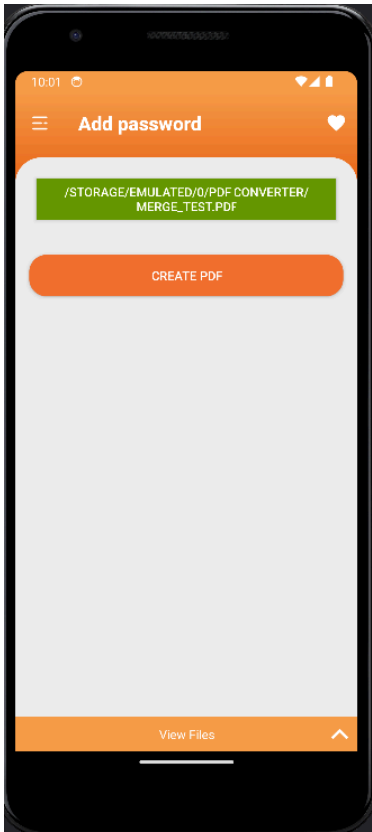 10:01
Add password
/STORAGE/EMULATED/0/PDF CONVERTER/
MERGE_TEST.PDF
CREATE PDF
View Files